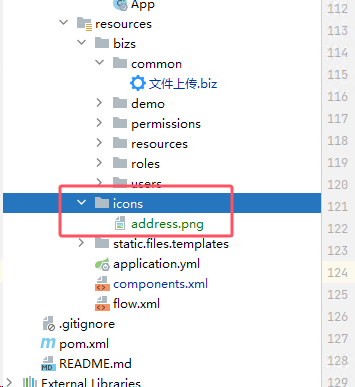 App
resources
bizs
common
文件上传.biz
demo
permissions
resources
roles
users
icons
address.png
static.files.templates
application.yml
components.xml
flow.xml
.gitignore
pom.xml
README.md
External Libraries
112
113
114
115
116
117
118
119
120
121
122
123
124
125
126
127
128
129